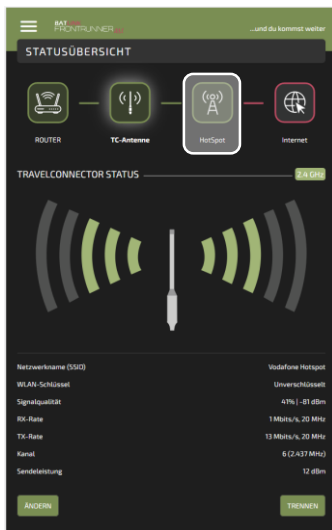 BAT
FRONTRUNNER
...und du kommst weiter
STATUSÜBERSICHT
ROUTER TC-Antenne HotSpot Internet
TRAVELCONNECTOR STATUS 2.4 GHz
Netzwerkname (SSID) Vodafone Hotspot
WLAN-Schlüssel Unverschlüsselt
Signalqualität 41% | -81 dBm
RX-Rate 1 Mbits/s, 20 MHz
TX-Rate 13 Mbits/s, 20 MHz
Kanal 6 (2.437 MHz)
Sendeleistung 12 dBm
ÄNDERN TRENNEN